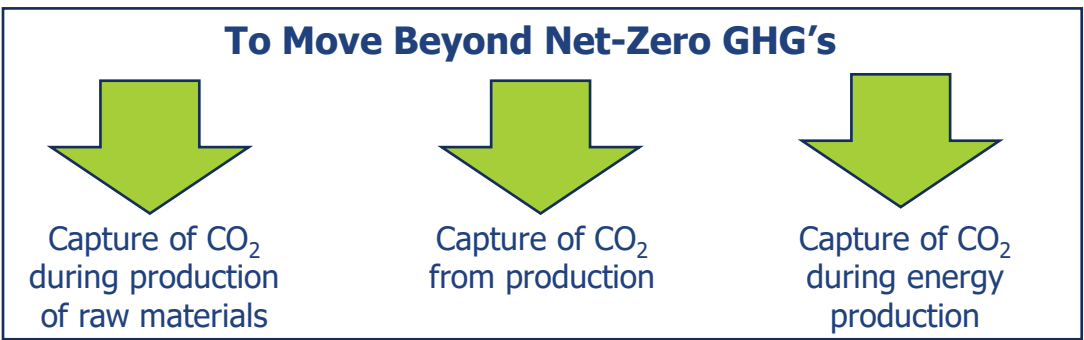 To Move Beyond Net-Zero GHG’s
Capture of CO₂
during production
of raw materials
Capture of CO₂
from production
Capture of CO₂
during energy
production